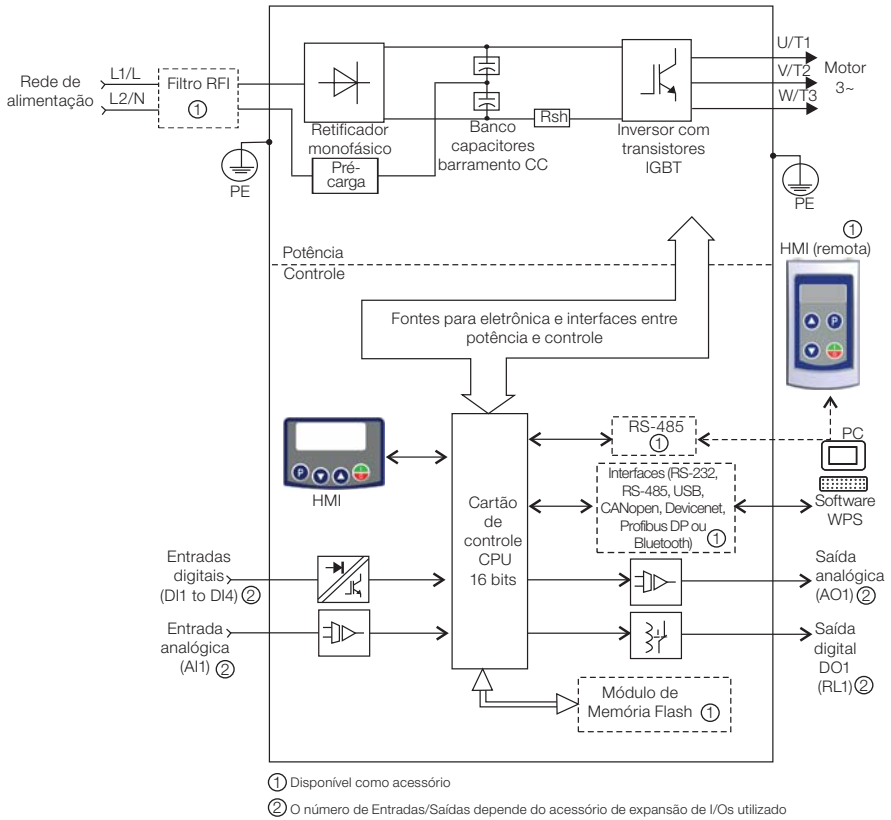 Rede de
alimentação
L1/L
L2/N
Filtro RFI
①
Retificador
monofásico
Pré-
carga
Banco
capacitores
barramento CC
Rsh
Inversor com
transistores
IGBT
U/T1
V/T2
W/T3
Motor
3~
PE
PE
Potência
Controle
①
HMI (remota)
P
Fontes para eletrônica e interfaces entre
potência e controle
P
HMI
Cartão
de
controle
CPU
16 bits
RS-485
①
PC
Software
WPS
Interfaces (RS-232,
RS-485, USB,
CANopen, Devicenet,
Profibus DP ou
Bluetooth) ①
Entradas
digitais
(DI1 to DI4) ②
Entrada
analógica
(AI1) ②
Saída
analógica
(AO1) ②
Saída
digital
DO1
(RL1) ②
Módulo de
Memória Flash ①
① Disponível como acessório
② O número de Entradas/Saídas depende do acessório de expansão de I/Os utilizado